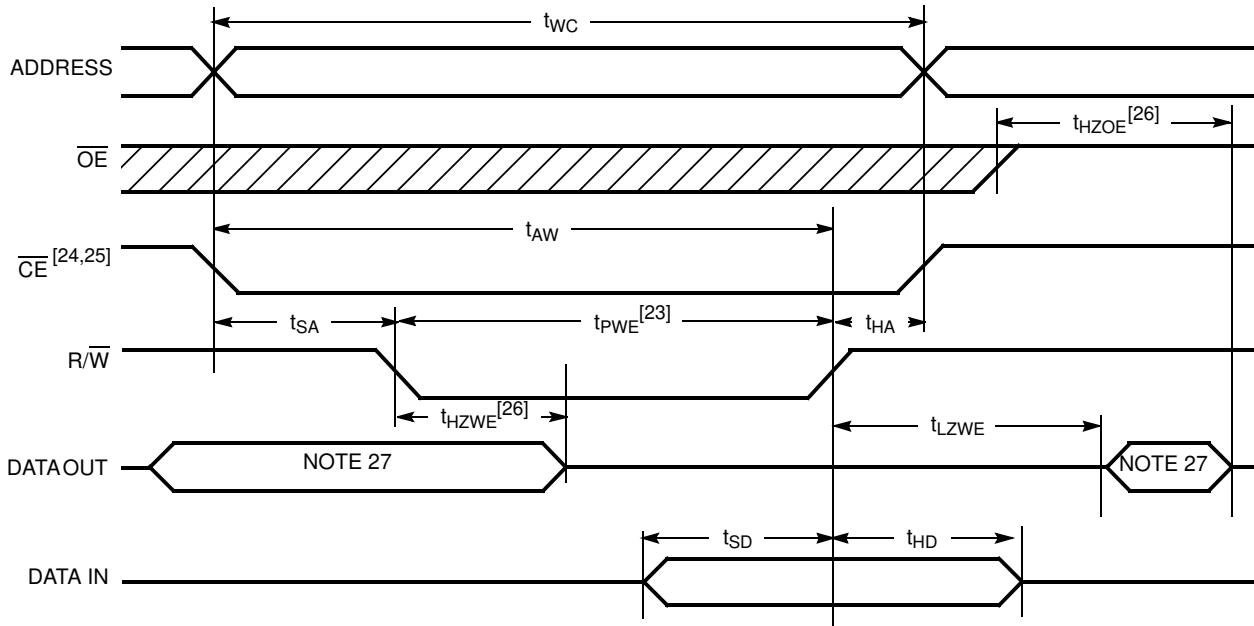 tWC
ADDRESS
tHZOE[26]
OE
tAW
CE [24,25]
tSA
tPWE[23]
tHA
R/W
tHZWE[26]
tLZWE
DATA OUT
NOTE 27
NOTE 27
tSD
tHD
DATA IN